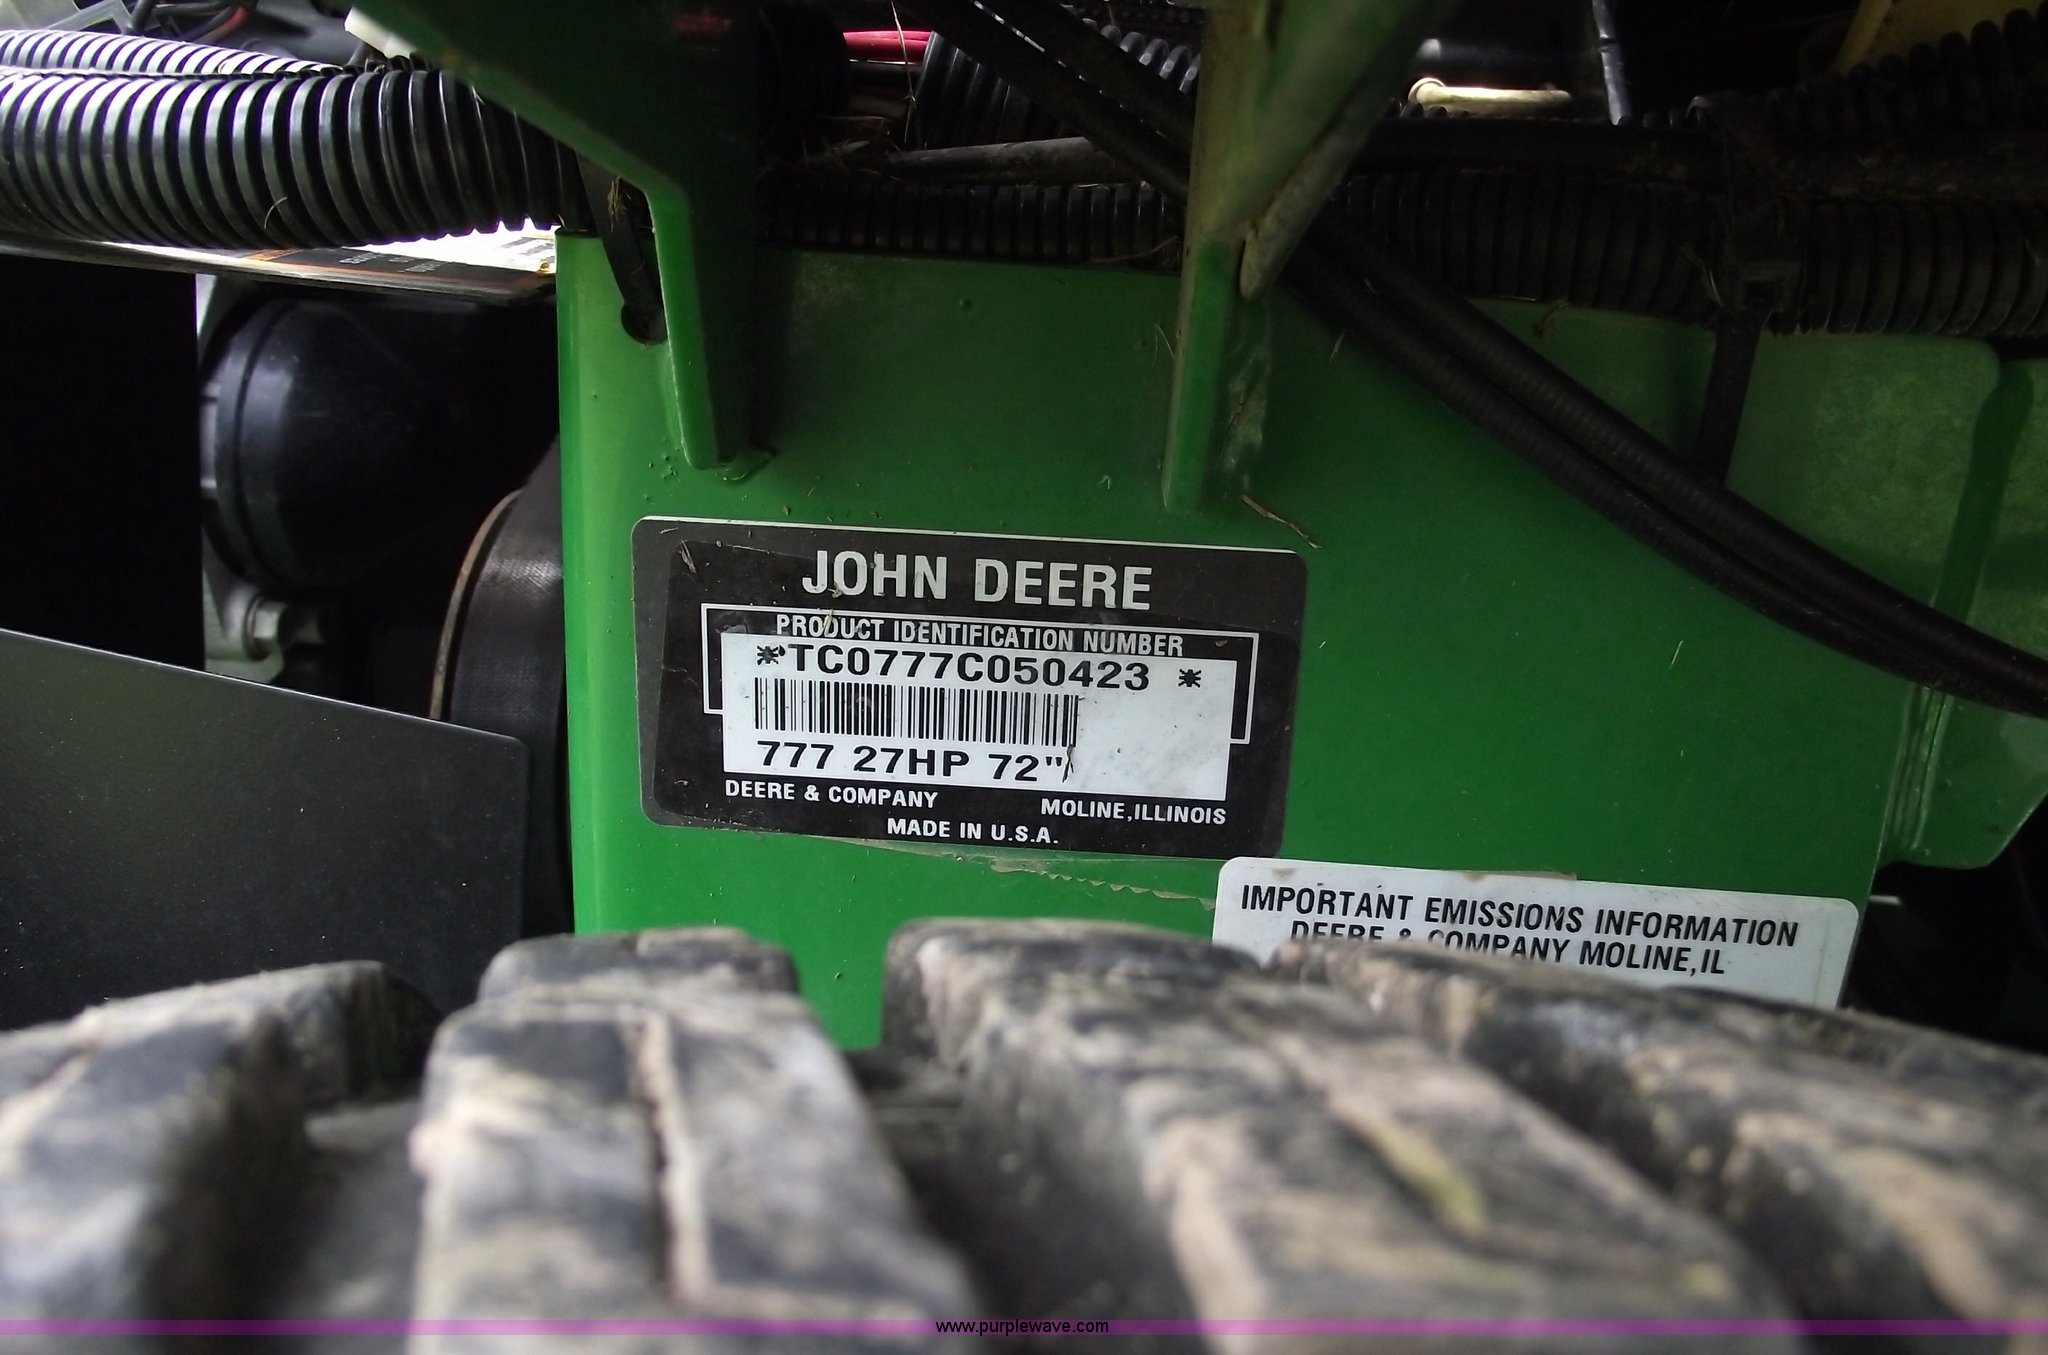 JOHN DEERE
PRODUCT IDENTIFICATION NUMBER
*TC0777C050423 *
777 27HP 72"
DEERE & COMPANY MOLINE, ILLINOIS
MADE IN U.S.A.
IMPORTANT EMISSIONS INFORMATION
DEERE & COMPANY MOLINE, IL
www.purplewave.com